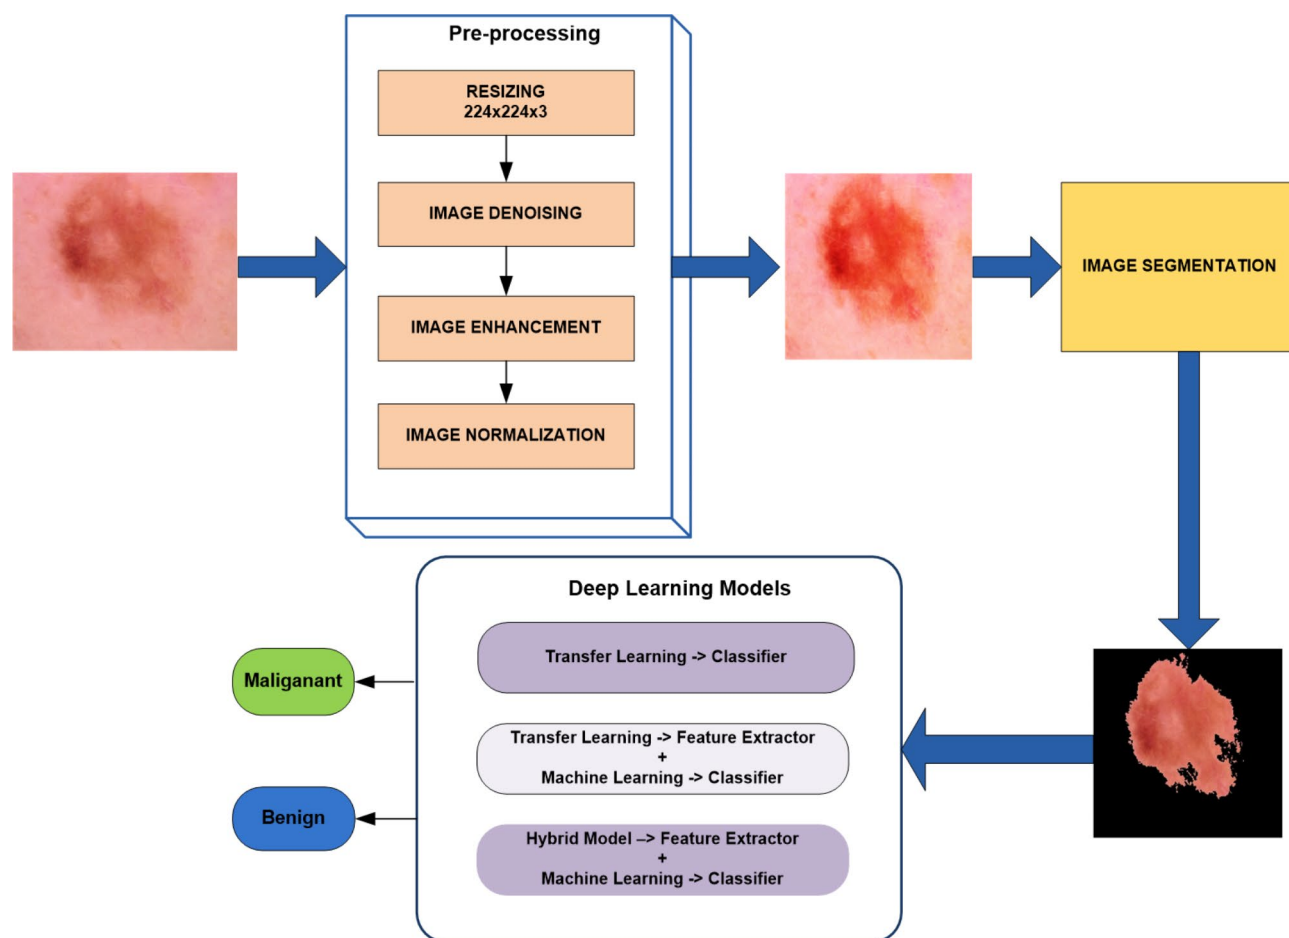 Pre-processing
RESIZING
224x224x3
IMAGE DENOISING
IMAGE ENHANCEMENT
IMAGE NORMALIZATION
IMAGE SEGMENTATION
Deep Learning Models
Transfer Learning -> Classifier
Transfer Learning -> Feature Extractor
+
Machine Learning -> Classifier
Hybrid Model –> Feature Extractor
+
Machine Learning -> Classifier
Maliganant
Benign